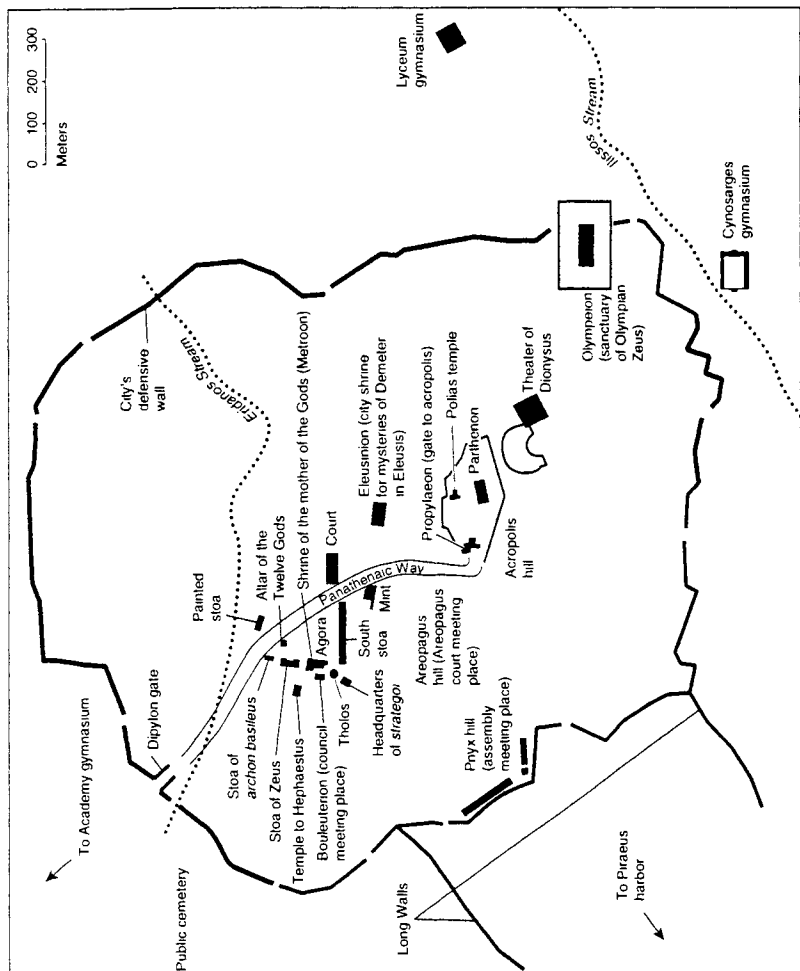 To Academy gymnasium
Public cemetery
Dipylon gate
City's
defensive
wall
Eridanos Stream
0 100 200 300
Meters
Painted
stoa
Altar of the
Twelve Gods
Shrine of the mother of the Gods (Metroon)
Stoa of
archon basileus
Stoa of Zeus
Temple to Hephaestus
Bouleuterion (council
meeting place)
Tholos
Headquarters
of strategoi
Agora
South
stoa
Court
Mint
Panathenaic Way
Eleusinion (city shrine
for mysteries of Demeter
in Eleusis)
Propylaeon (gate to acropolis)
Polias temple
Parthenon
Acropolis
hill
Theater of
Dionysus
Areopagus
hill (Areopagus
court meeting
place)
Pnyx hill
(assembly
meeting place)
Long Walls
To Piraeus
harbor
Olympeion
(sanctuary
of Olympian
Zeus)
Lyceum
gymnasium
Ilissos Stream
Cynosarges
gymnasium